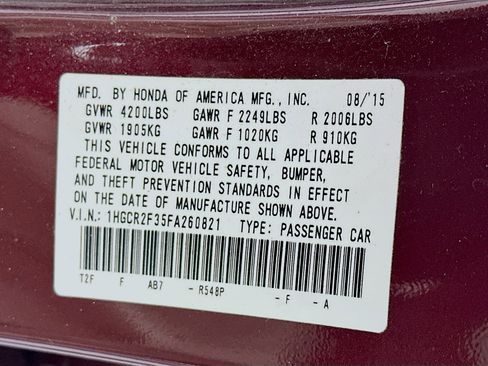 MFD. BY HONDA OF AMERICA MFG., INC. 08/'15
GVWR 4200LBS GAWR F 2249LBS R 2006LBS
GVWR 1905KG GAWR F 1020KG R 910KG
THIS VEHICLE CONFORMS TO ALL APPLICABLE
FEDERAL MOTOR VEHICLE SAFETY, BUMPER,
AND THEFT PREVENTION STANDARDS IN EFFECT
ON THE DATE OF MANUFACTURE SHOWN ABOVE.
V.I.N.: 1HGCR2F35FA260821 TYPE: PASSENGER CAR
T2F F AB7 - R548P - F - A